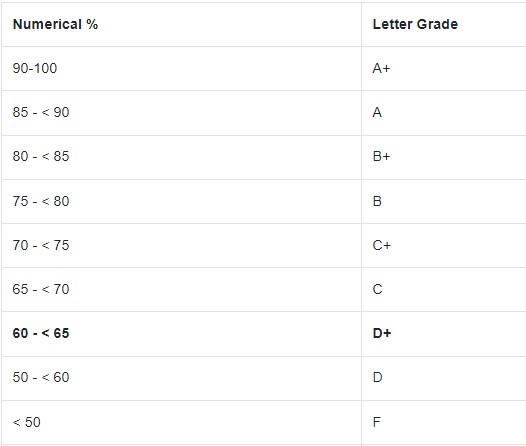 Numerical % Letter Grade
90-100 A+
85 - < 90 A
80 - < 85 B+
75 - < 80 B
70 - < 75 C+
65 - < 70 C
60 - < 65 D+
50 - < 60 D
< 50 F